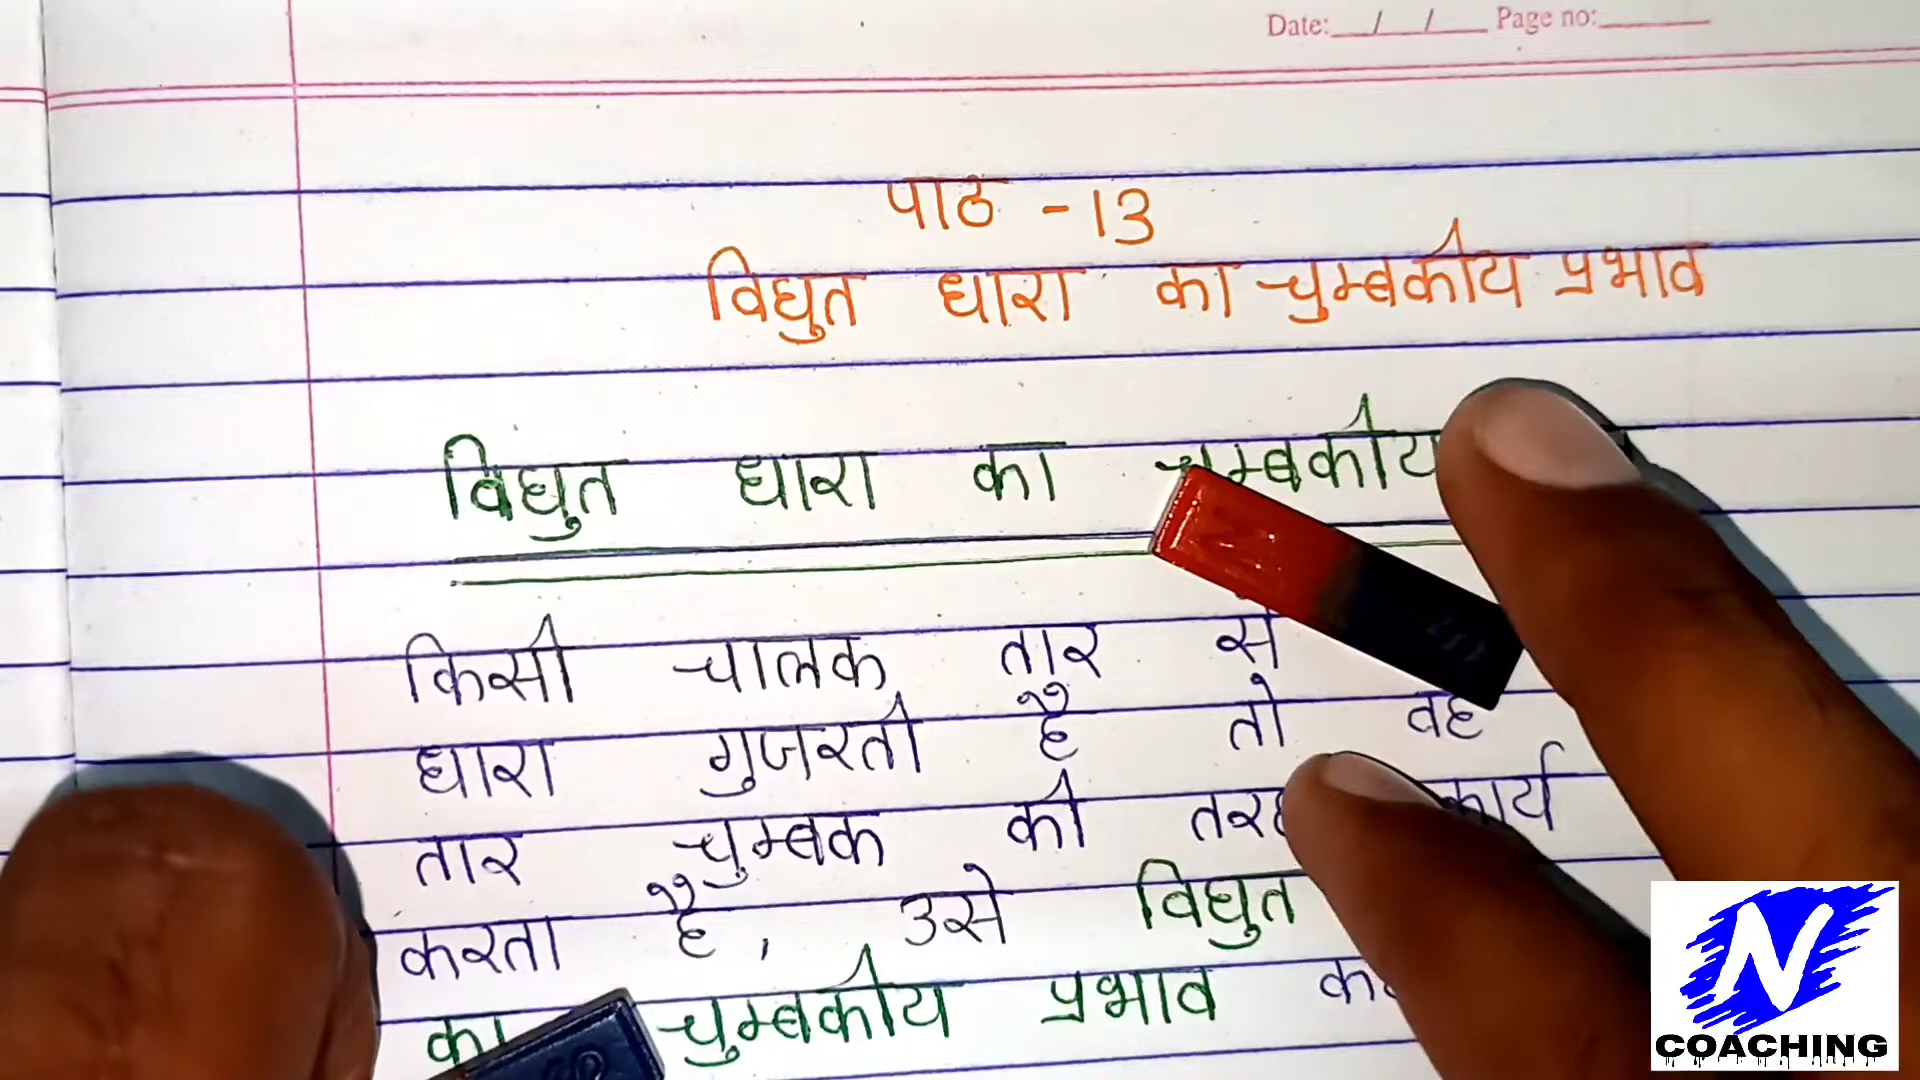 Date: / / Page no:
पाठ -13
विधुत धारा का चुम्बकीय प्रभाव
विधुत धारा का चुम्बकीय
किसी चालक तार से
धारा गुजरती है तो वह
तार चुम्बक की तरह कार्य
करता है, उसे विधुत
का चुम्बकीय प्रभाव
N
COACHING